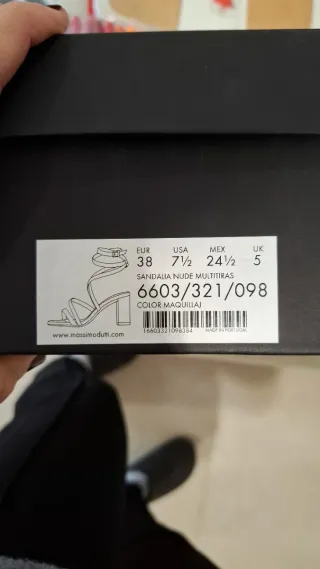 EUR USA MEX UK
38 7½ 24½ 5
SANDALIA NUDE MULTITIRAS
6603/321/098
COLOR:MAQUILLAJ
16603321098384 MADE IN PORTUGAL
www.massimodutti.com